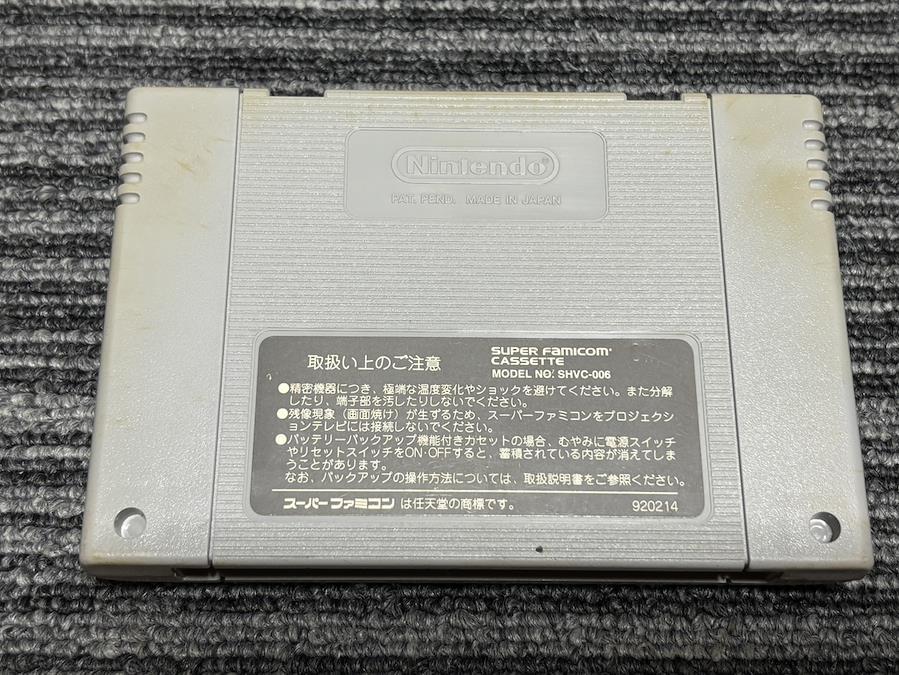 Nintendo®
PAT. PEND. MADE IN JAPAN
取扱い上のご注意
SUPER FAMICOM
CASSETTE
MODEL NO. SHVC-006
●精密機器につき、極端な温度変化やショックを避けてください。また分解
したり、端子部を汚したりしないでください。
●残像現象（画面焼け）が生ずるため、スーパーファミコンをプロジェクシ
ョンテレビには接続しないでください。
●バッテリーバックアップ機能付きカセットの場合、むやみに電源スイッチ
やリセットスイッチをON·OFFすると、蓄積されている内容が消えてしま
うことがあります。
なお、バックアップの操作方法については、取扱説明書をご参照ください。
スーパーファミコンは任天堂の商標です。
920214